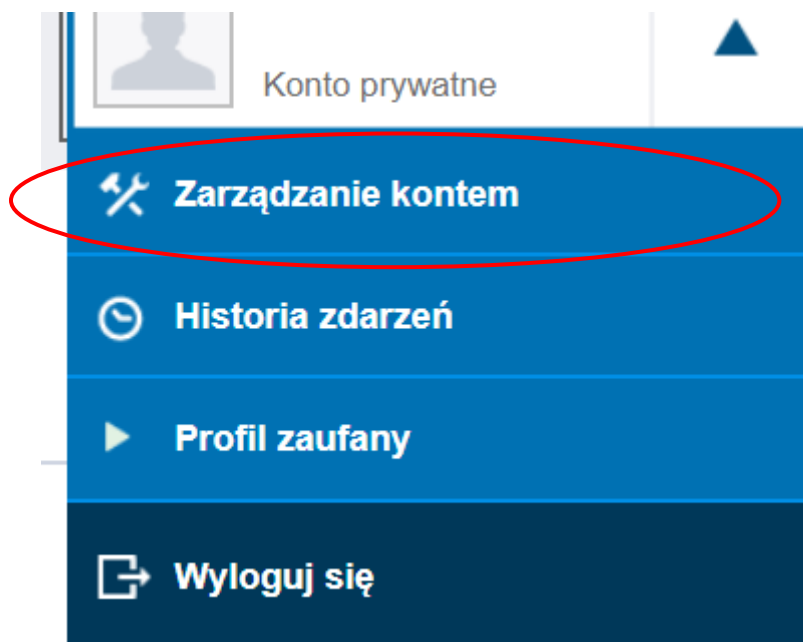 Konto prywatne
Zarządzanie kontem
Historia zdarzeń
Profil zaufany
Wyloguj się